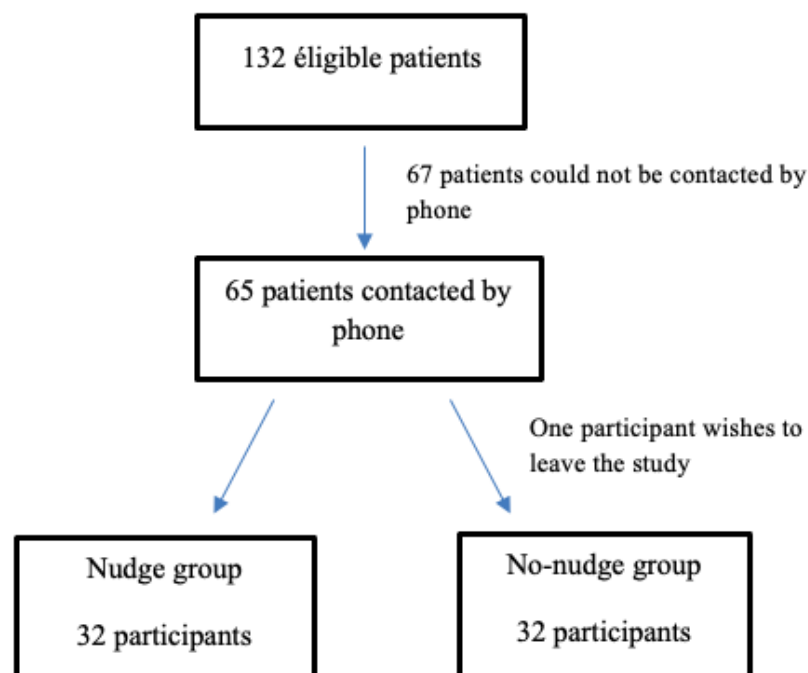 132 éligible patients
67 patients could not be contacted by
phone
65 patients contacted by
phone
One participant wishes to
leave the study
Nudge group
32 participants
No-nudge group
32 participants